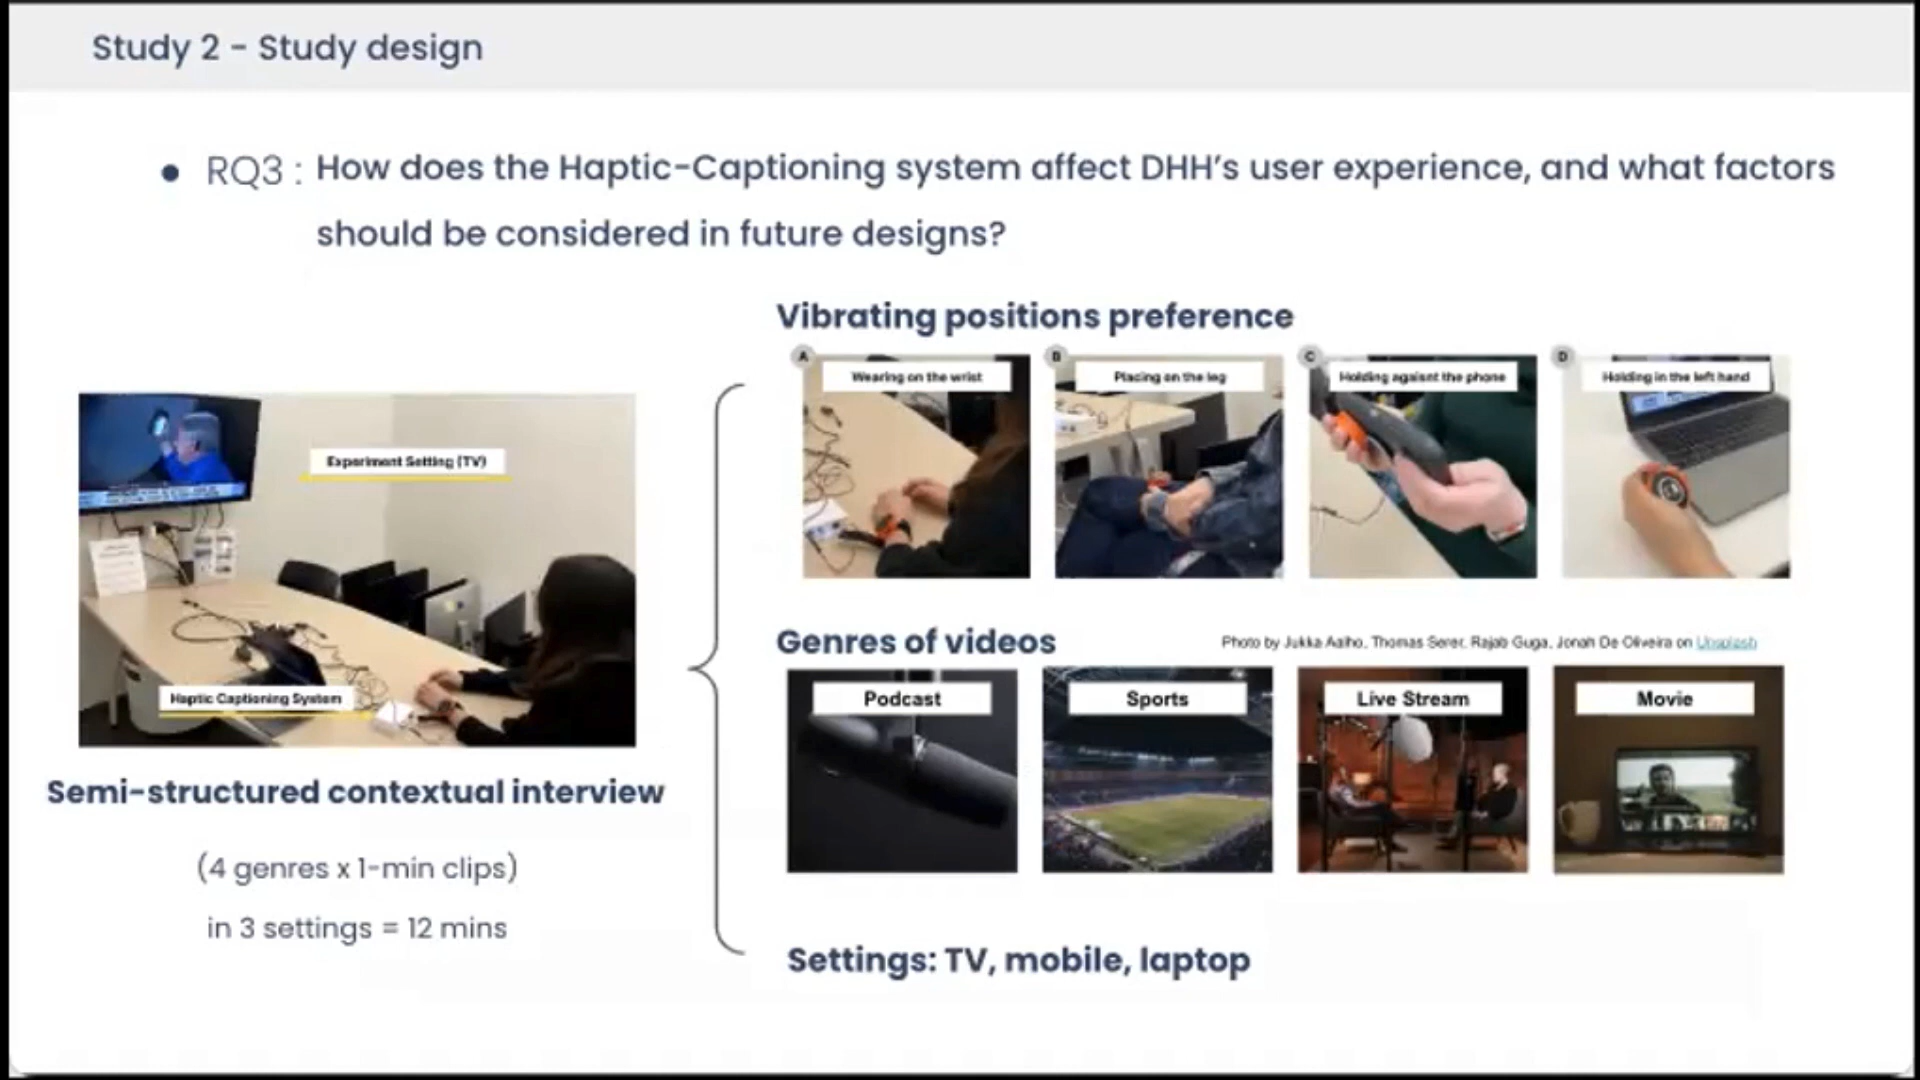 Study 2 - Study design
RQ3 : How does the Haptic-Captioning system affect DHH's user experience, and what factors
should be considered in future designs?
Vibrating positions preference
A
Wearing on the wrist
B
Placing on the leg
C
Holding agaisnt the phone
D
Holding in the left hand
Experiment Setting (TV)
Haptic Captioning System
Semi-structured contextual interview
(4 genres x 1-min clips)
in 3 settings = 12 mins
Genres of videos
Photo by Jukka Aalho, Thomas Serer, Rajab Guga, Jonah De Oliveira on Unsplash
Podcast
Sports
Live Stream
Movie
Settings: TV, mobile, laptop